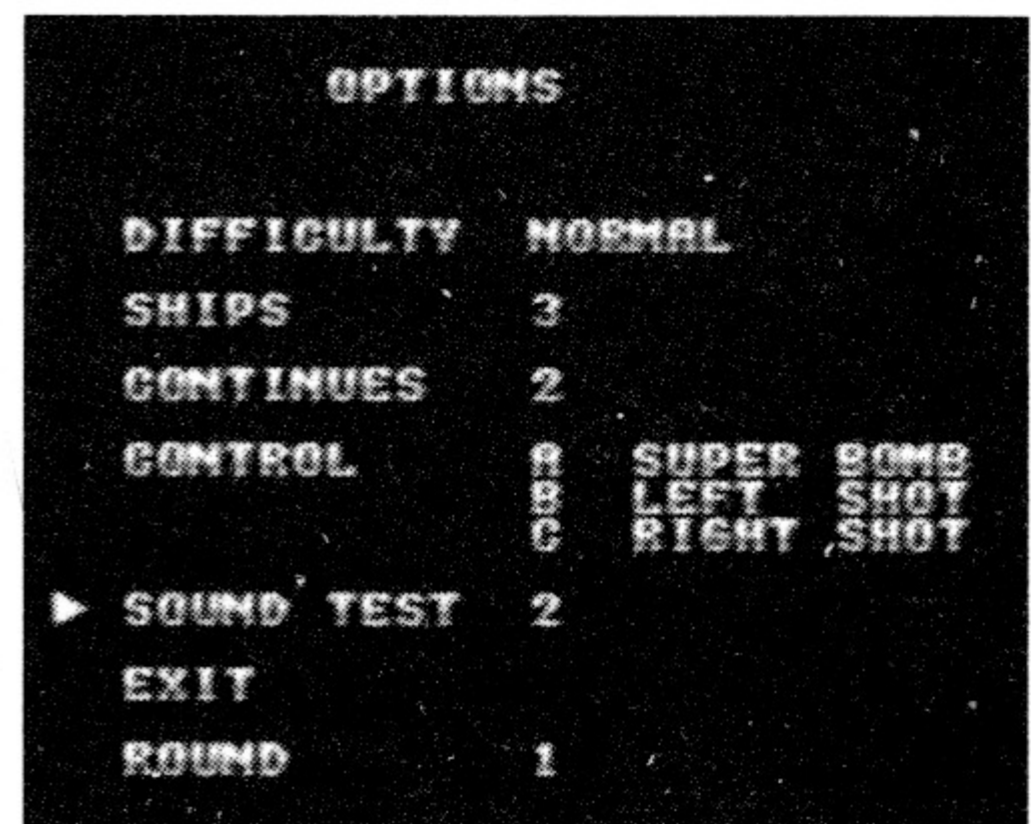 OPTIONS
DIFFICULTY NORMAL
SHIPS 3
CONTINUES 2
CONTROL A SUPER BOMB
B LEFT SHOT
C RIGHT SHOT
SOUND TEST 2
EXIT
ROUND 1